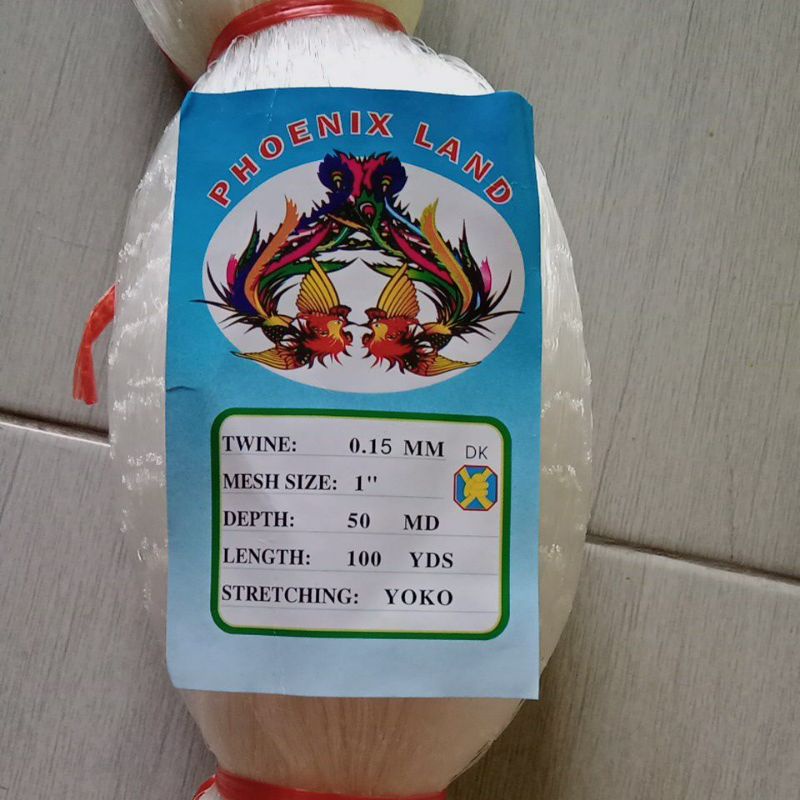 PHOENIX LAND
TWINE: 0.15 MM DK
MESH SIZE: 1"
DEPTH: 50 MD
LENGTH: 100 YDS
STRETCHING: YOKO